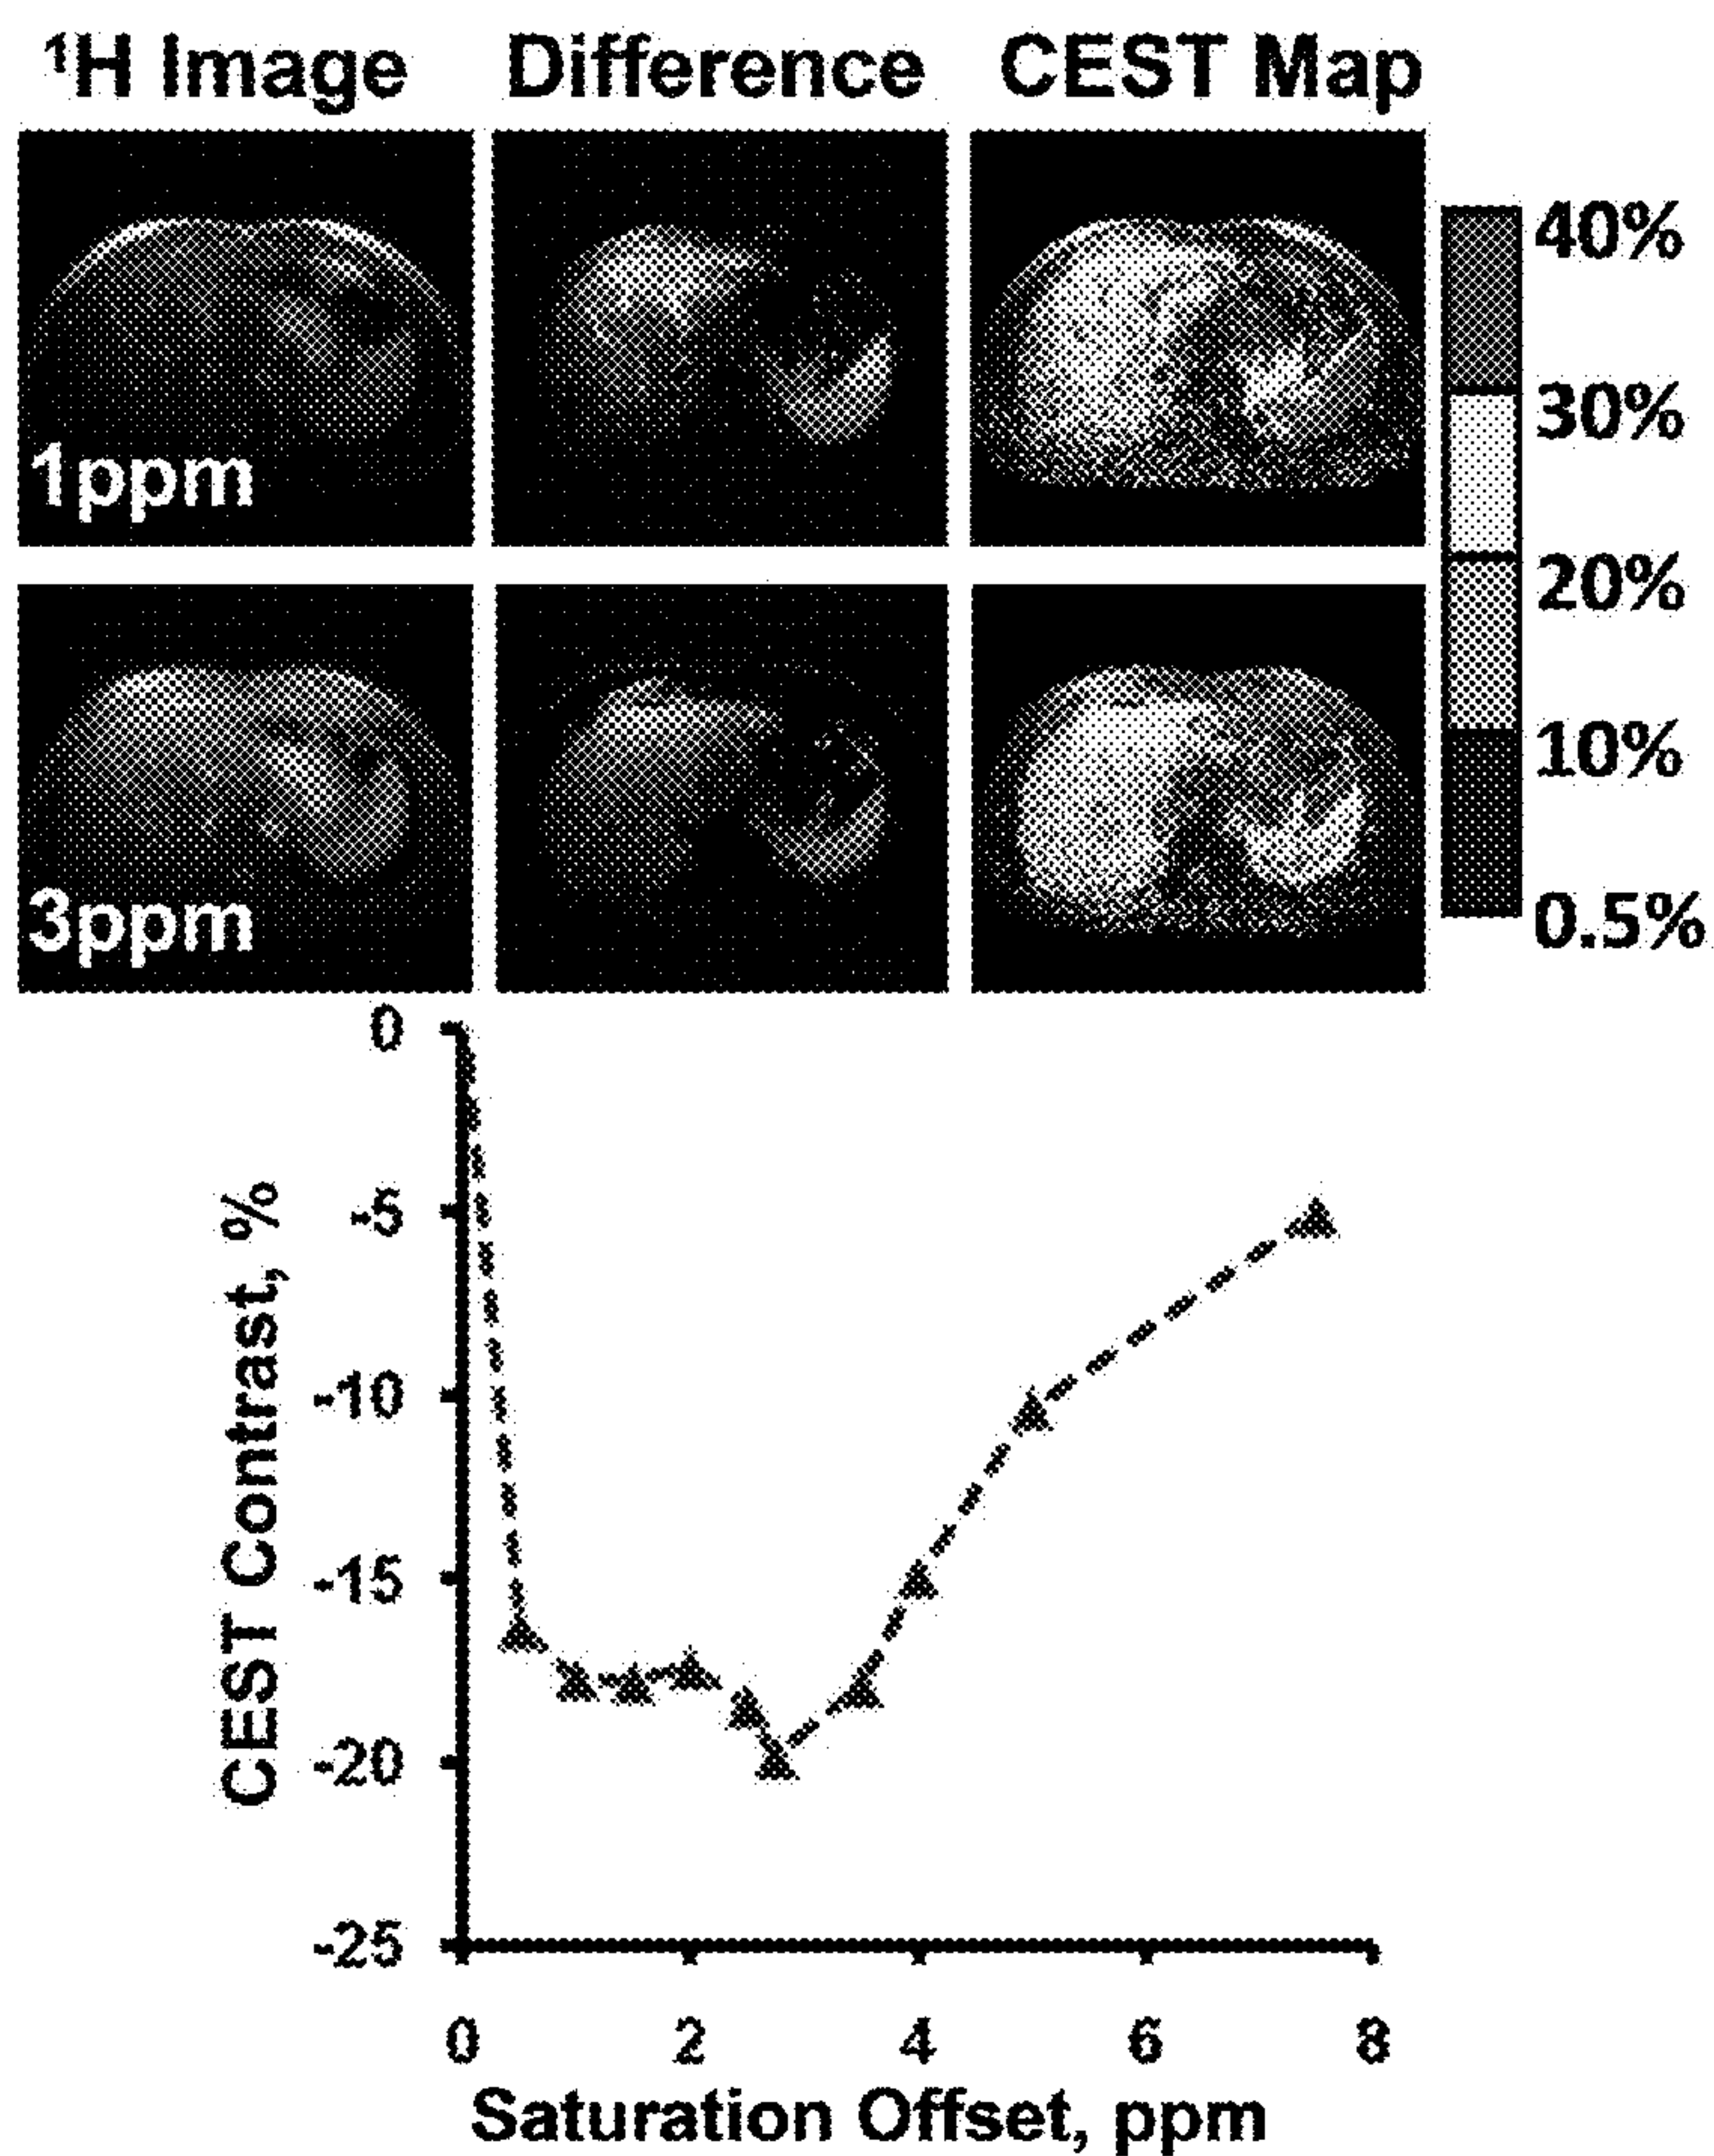 ¹H Image Difference CEST Map
1ppm
3ppm
40%
30%
20%
10%
0.5%
0
-5
-10
-15
-20
-25
CEST Contrast, %
0 2 4 6 8
Saturation Offset, ppm